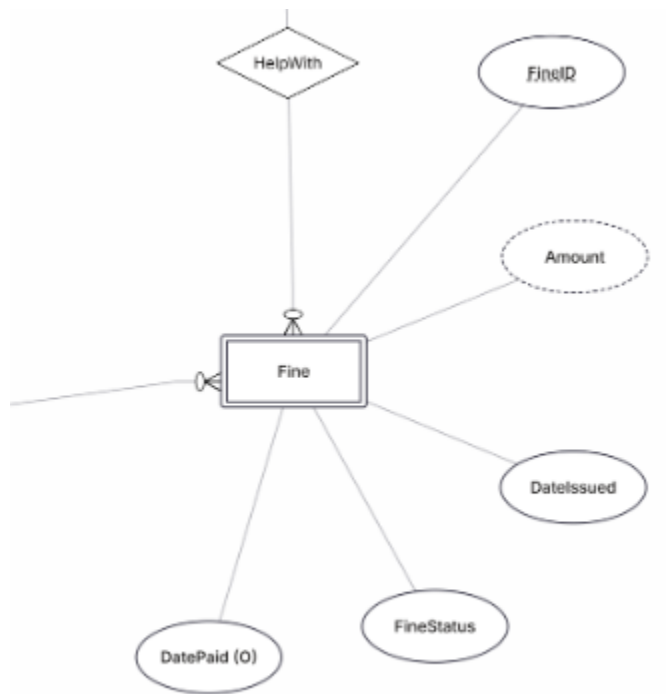 HelpWith
FineID
Amount
Fine
DateIssued
FineStatus
DatePaid (O)